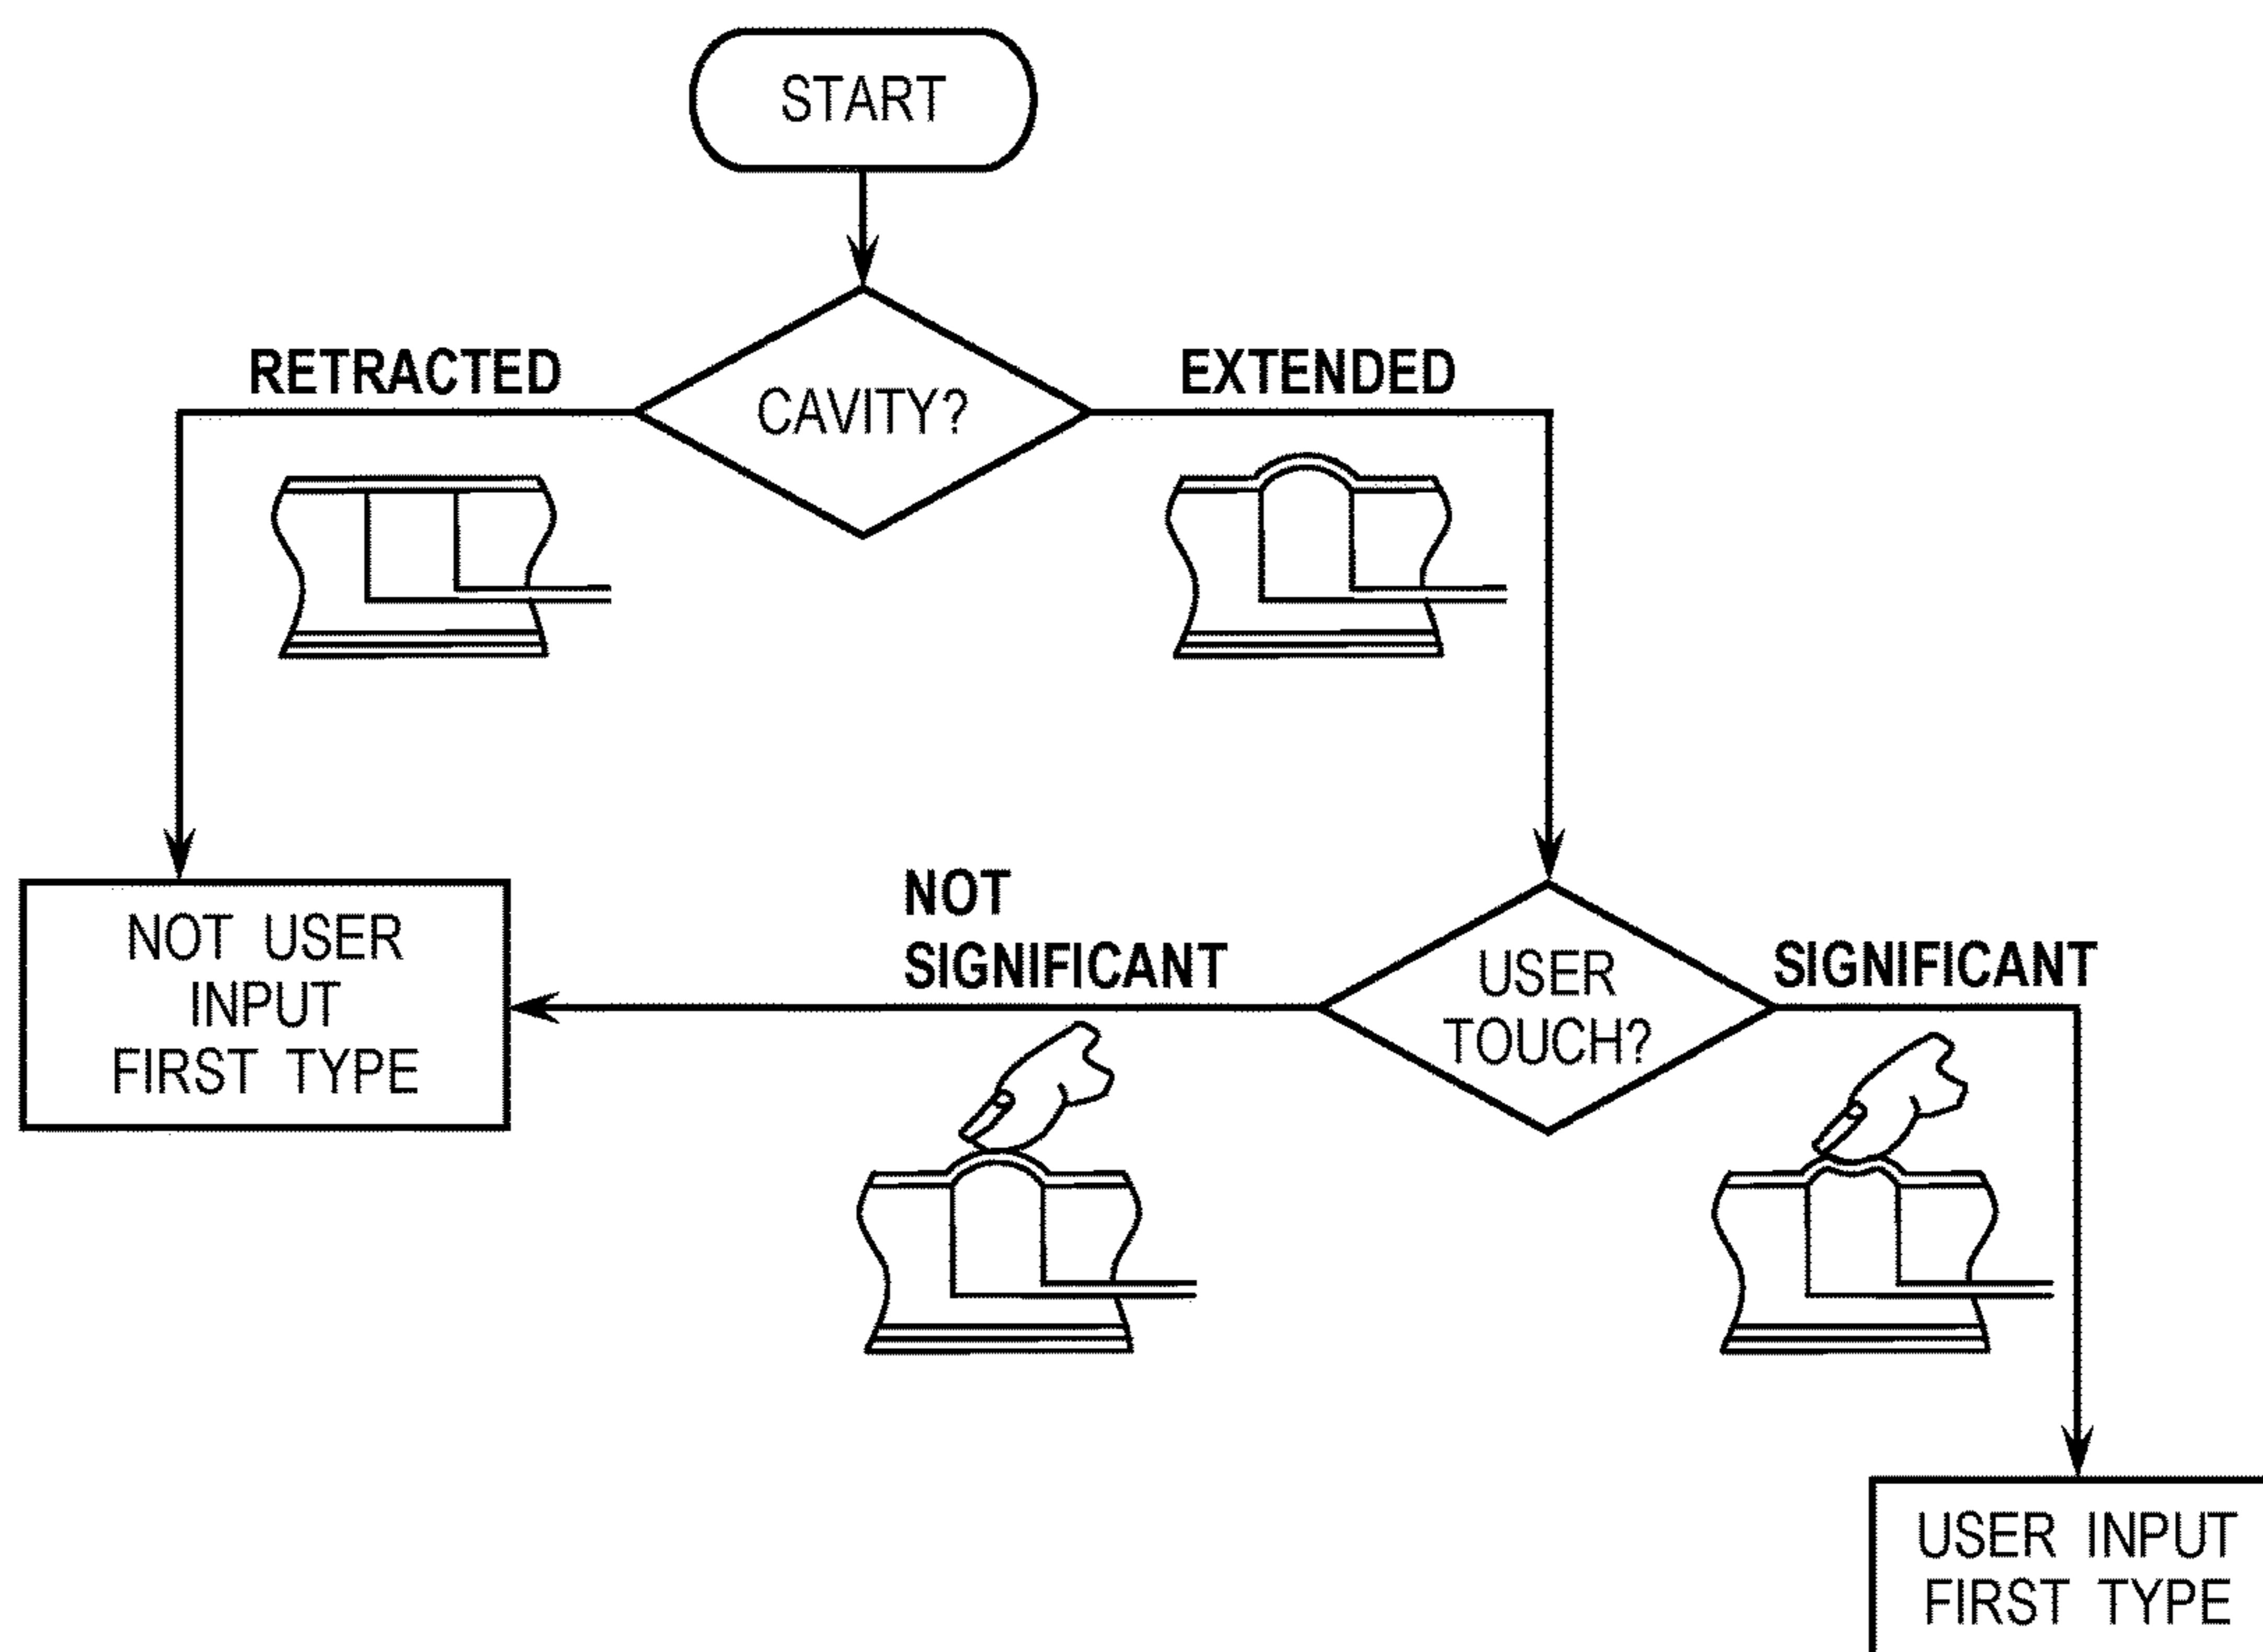 START
RETRACTED
CAVITY?
EXTENDED
NOT USER
INPUT
FIRST TYPE
NOT
SIGNIFICANT
USER
TOUCH?
SIGNIFICANT
USER INPUT
FIRST TYPE